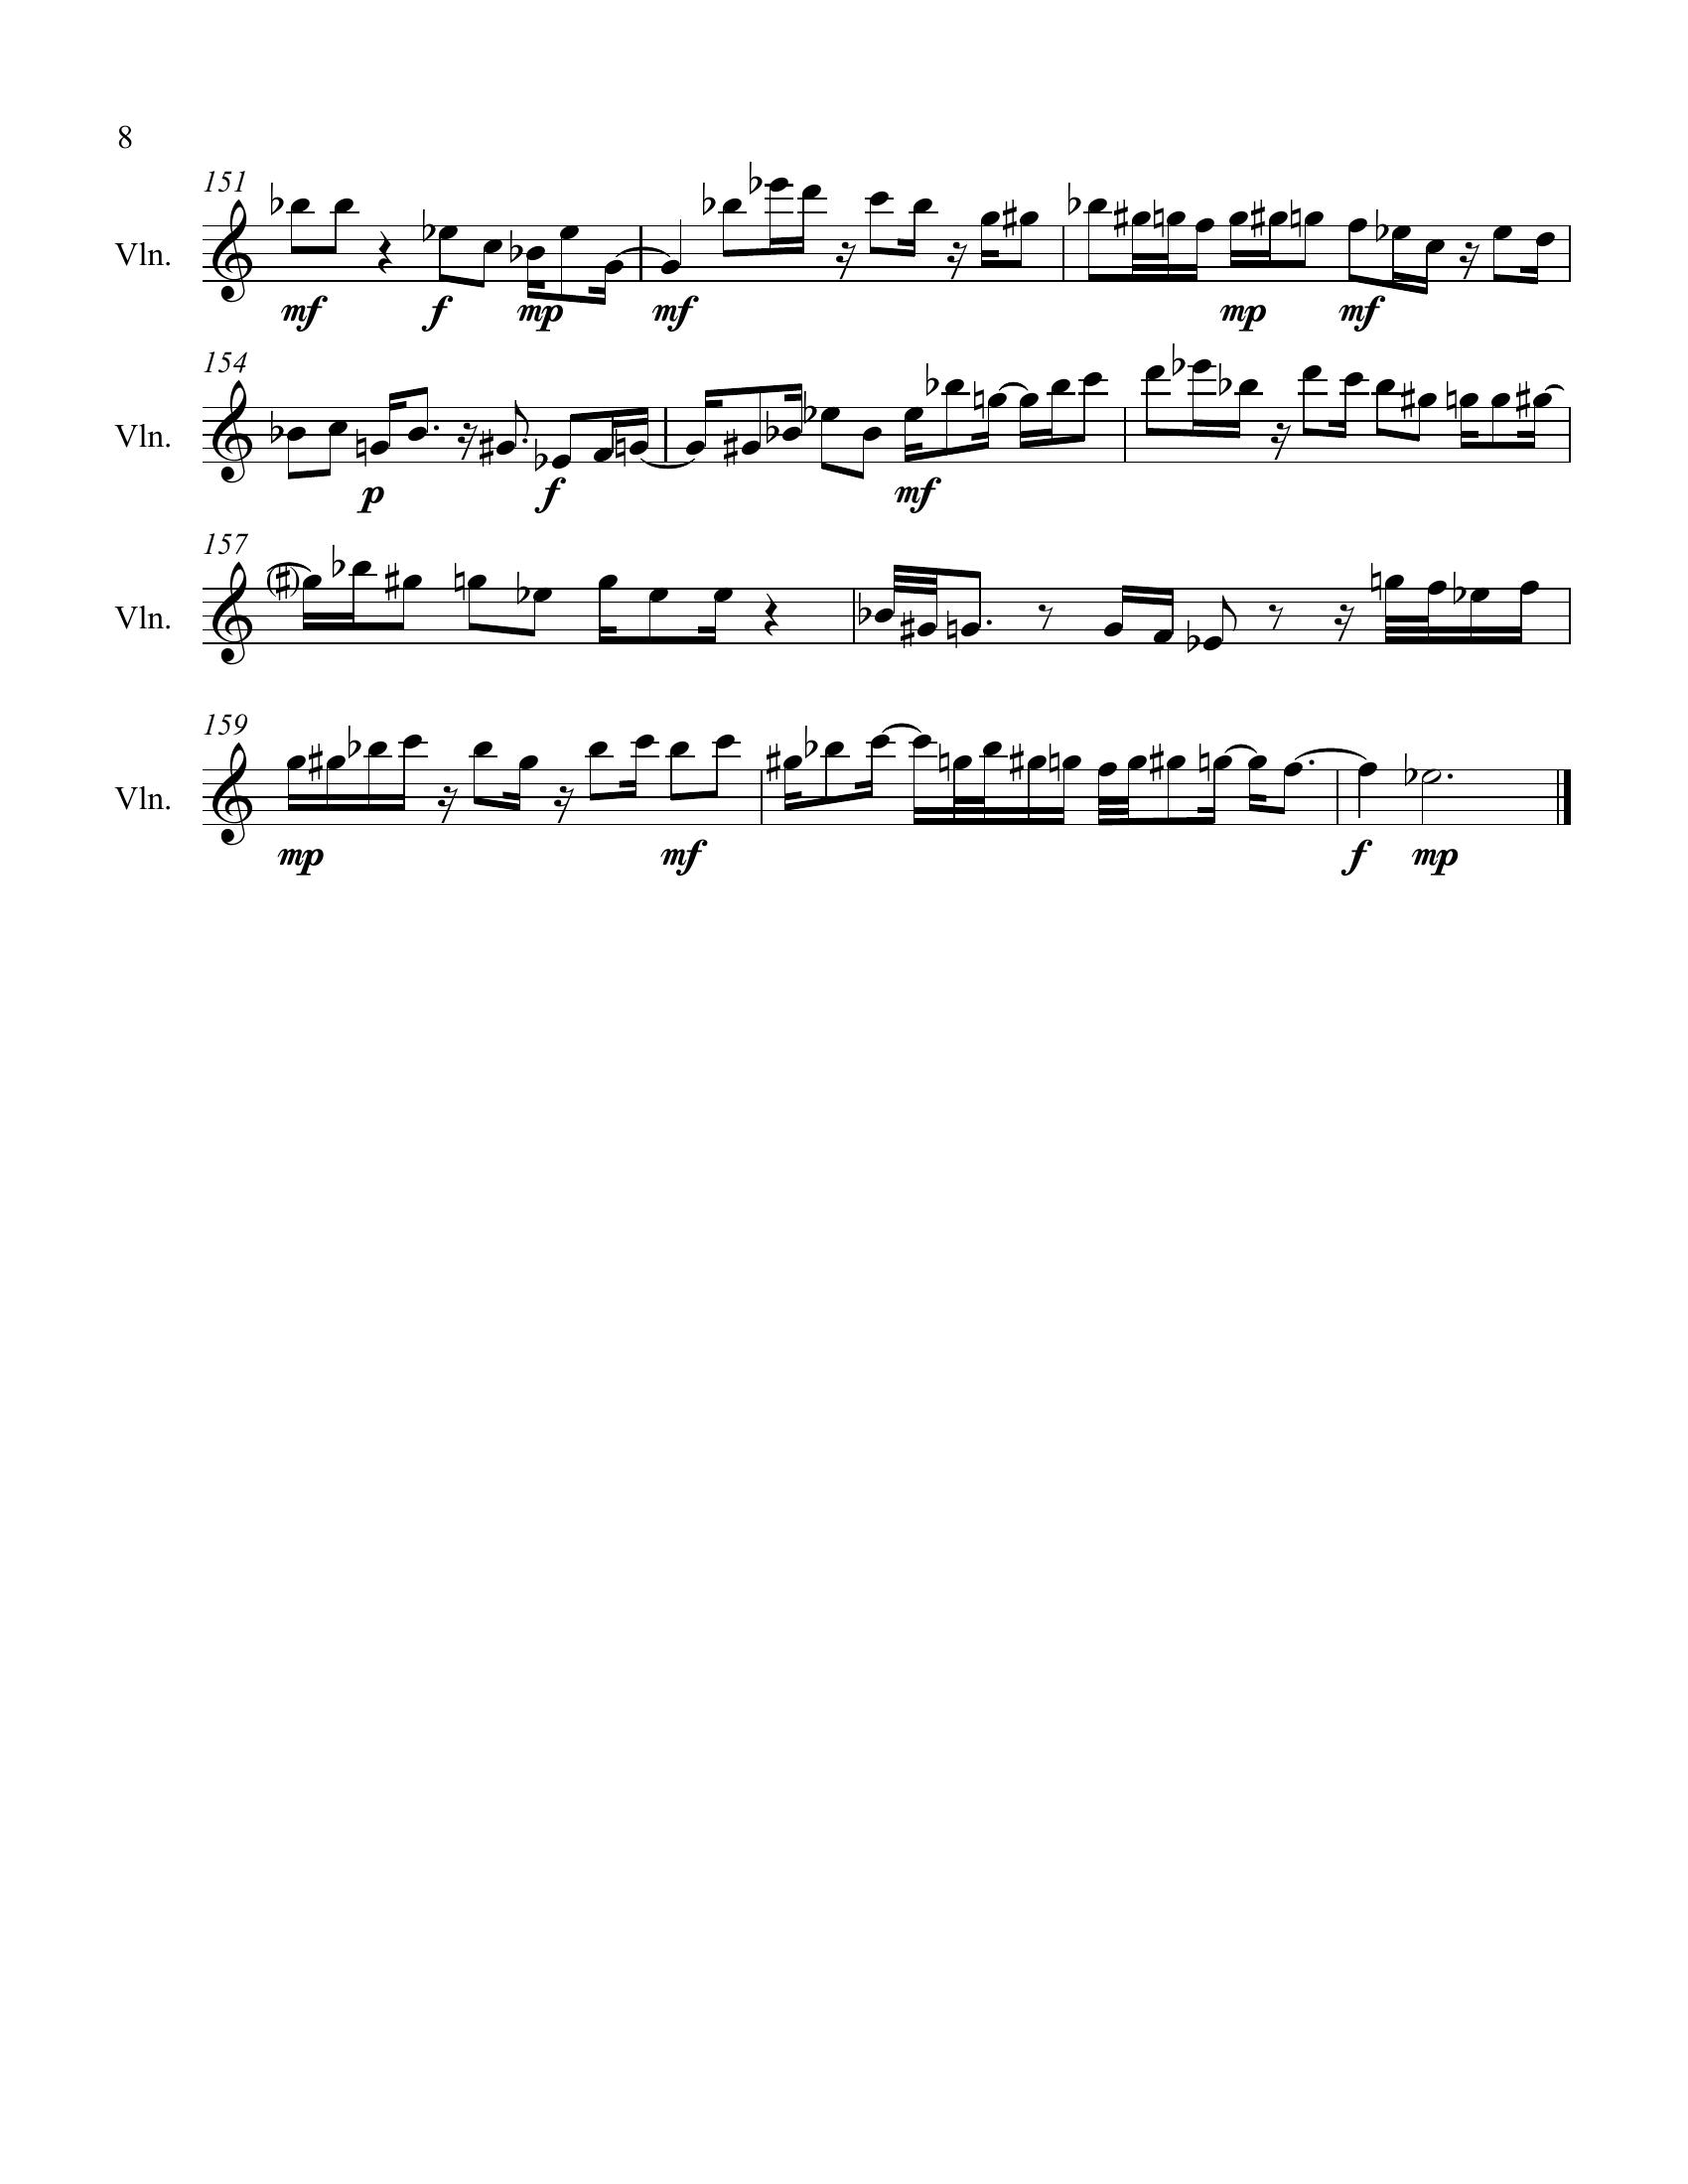 8
151
Vln.
mf f mp mf mp mf
154
Vln.
p f mf
157
Vln.
159
Vln.
mp mf f mp